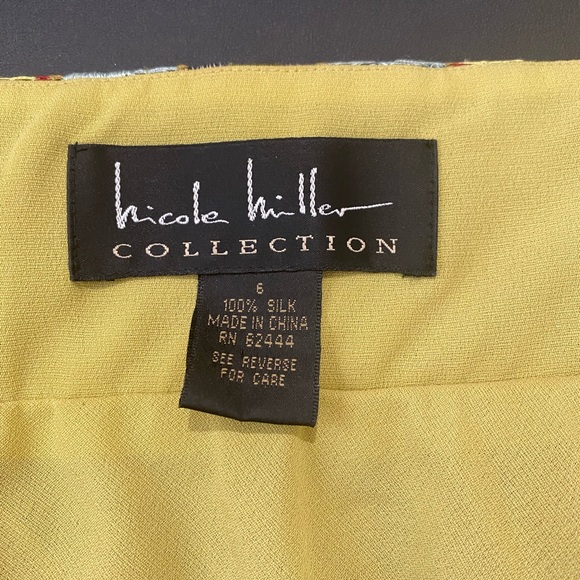 nicole miller
COLLECTION
6
100% SILK
MADE IN CHINA
RN 62444
SEE REVERSE
FOR CARE